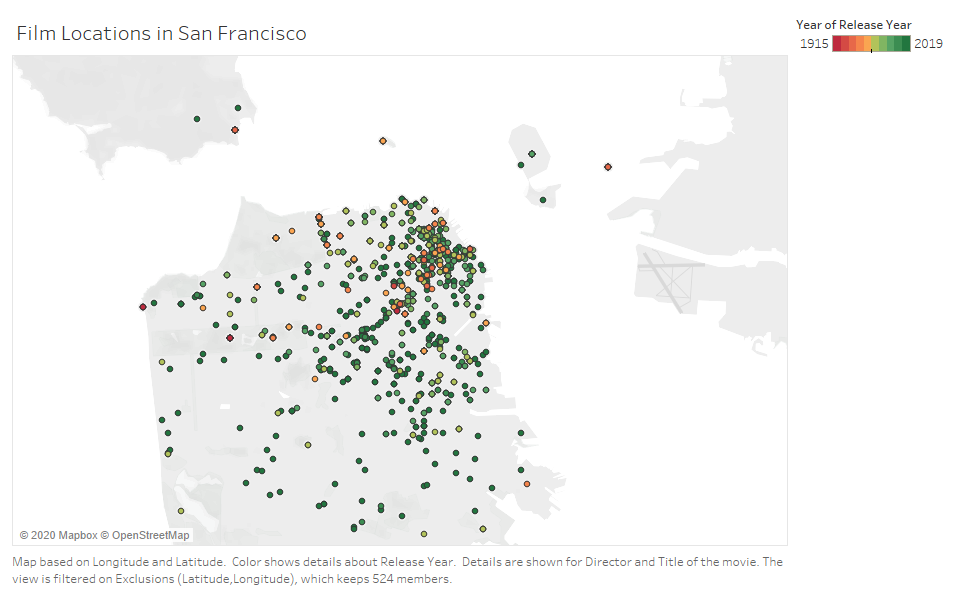 Film Locations in San Francisco
Year of Release Year
1915 2019
© 2020 Mapbox © OpenStreetMap
Map based on Longitude and Latitude. Color shows details about Release Year. Details are shown for Director and Title of the movie. The
view is filtered on Exclusions (Latitude,Longitude), which keeps 524 members.